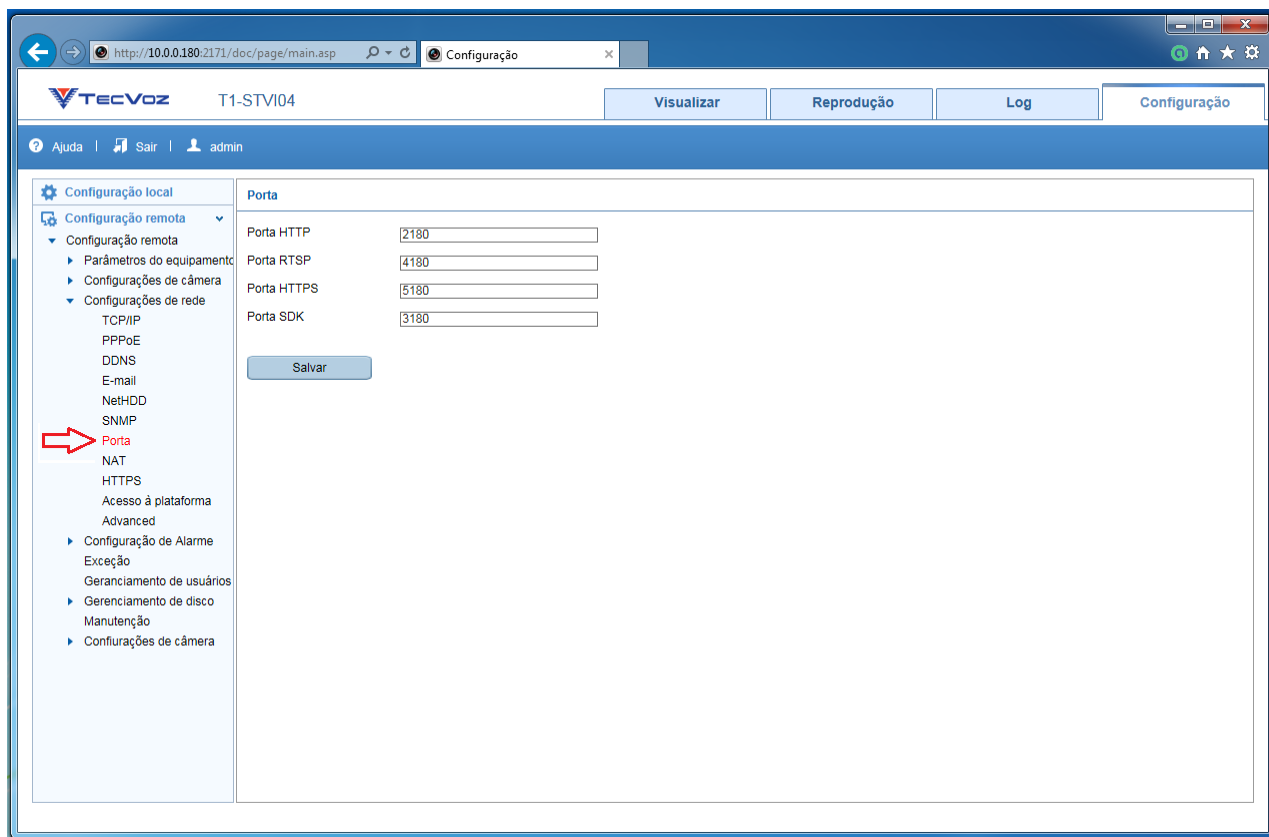 http://10.0.0.180:2171/doc/page/main.asp
Configuração
TECVOZ T1-STVI04
Visualizar Reprodução Log Configuração
Ajuda | Sair | admin
Configuração local
Configuração remota
Configuração remota
Parâmetros do equipamento
Configurações de câmera
Configurações de rede
TCP/IP
PPPoE
DDNS
E-mail
NetHDD
SNMP
Porta
NAT
HTTPS
Acesso à plataforma
Advanced
Configuração de Alarme
Exceção
Geranciamento de usuários
Gerenciamento de disco
Manutenção
Confiurações de câmera
Porta
Porta HTTP 2180
Porta RTSP 4180
Porta HTTPS 5180
Porta SDK 3180
Salvar